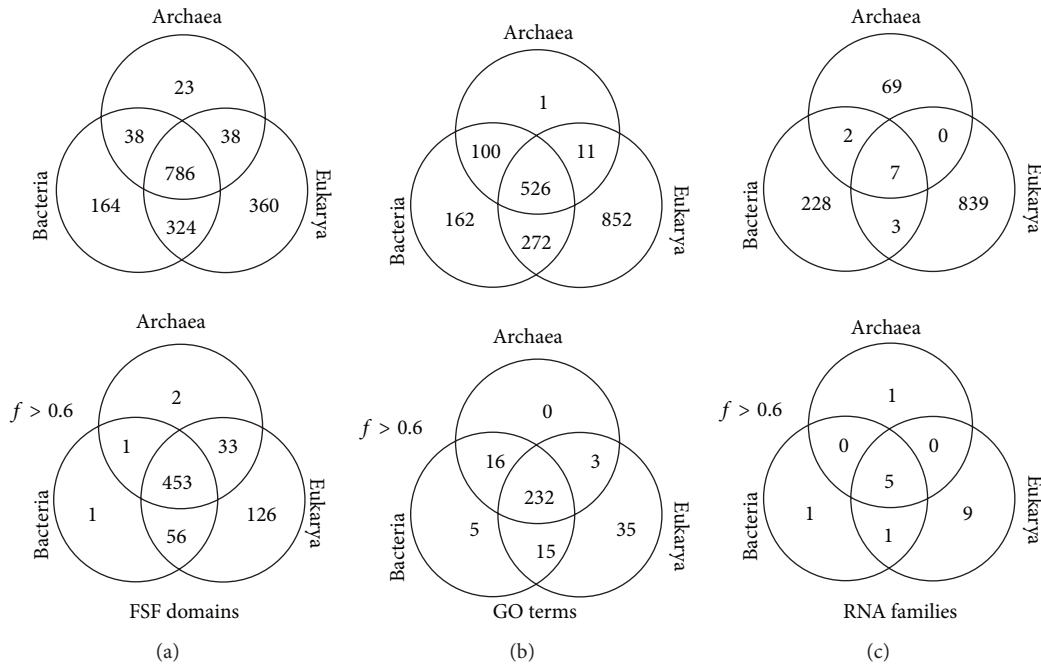 Archaea
23
38
38
786
164
360
324
Bacteria
Eukarya
Archaea
1
100
11
526
162
852
272
Bacteria
Eukarya
Archaea
69
2
0
7
228
839
3
Bacteria
Eukarya
Archaea
f > 0.6
2
1
33
453
1
126
56
Bacteria
Eukarya
FSF domains
(a)
Archaea
f > 0.6
0
16
3
232
5
35
15
Bacteria
Eukarya
GO terms
(b)
Archaea
f > 0.6
1
0
0
5
1
9
1
Bacteria
Eukarya
RNA families
(c)